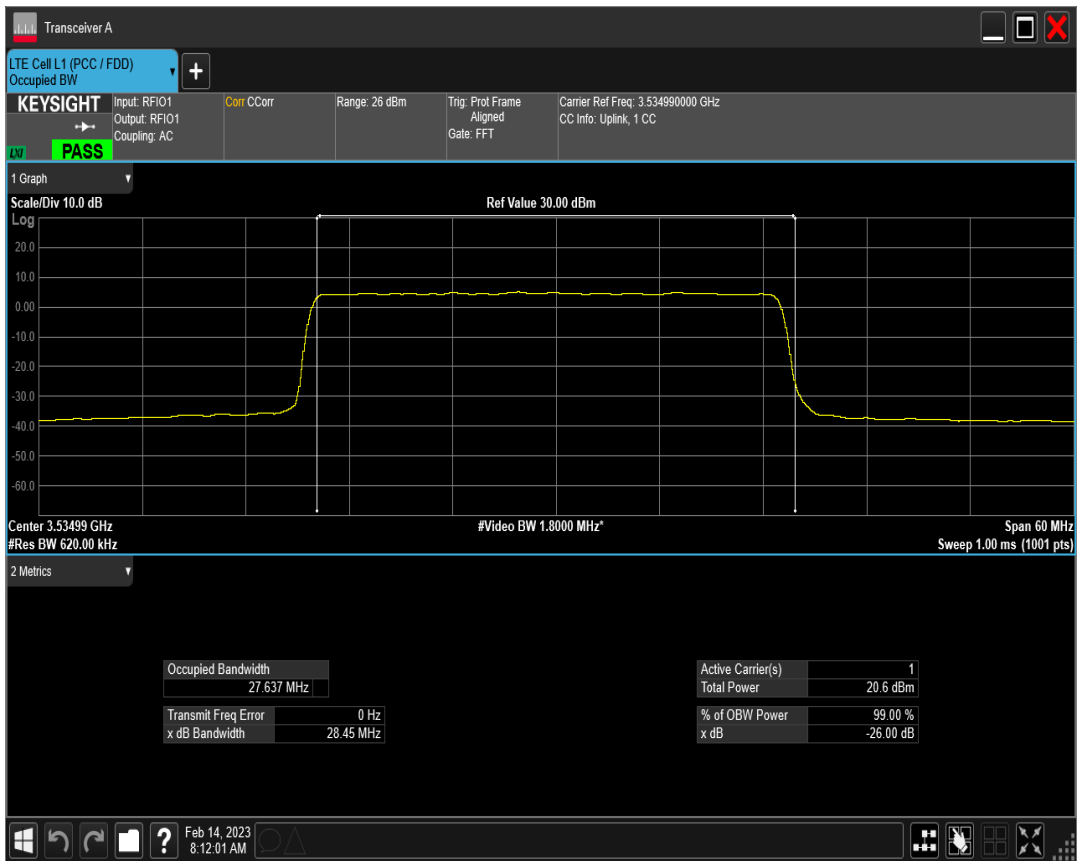 Transceiver A
LTE Cell L1 (PCC / FDD)
Occupied BW
+
KEYSIGHT
LXI
PASS
Input: RFIO1
Output: RFIO1
Coupling: AC
Corr CCorr
Range: 26 dBm
Trig: Prot Frame
Aligned
Gate: FFT
Carrier Ref Freq: 3.534990000 GHz
CC Info: Uplink, 1 CC
1 Graph
Scale/Div 10.0 dB
Ref Value 30.00 dBm
Log
20.0
10.0
0.00
-10.0
-20.0
-30.0
-40.0
-50.0
-60.0
Center 3.53499 GHz
#Video BW 1.8000 MHz*
Span 60 MHz
#Res BW 620.00 kHz
Sweep 1.00 ms (1001 pts)
2 Metrics
Occupied Bandwidth
27.637 MHz
Transmit Freq Error 0 Hz
x dB Bandwidth 28.45 MHz
Active Carrier(s) 1
Total Power 20.6 dBm
% of OBW Power 99.00 %
x dB -26.00 dB
?
Feb 14, 2023
8:12:01 AM